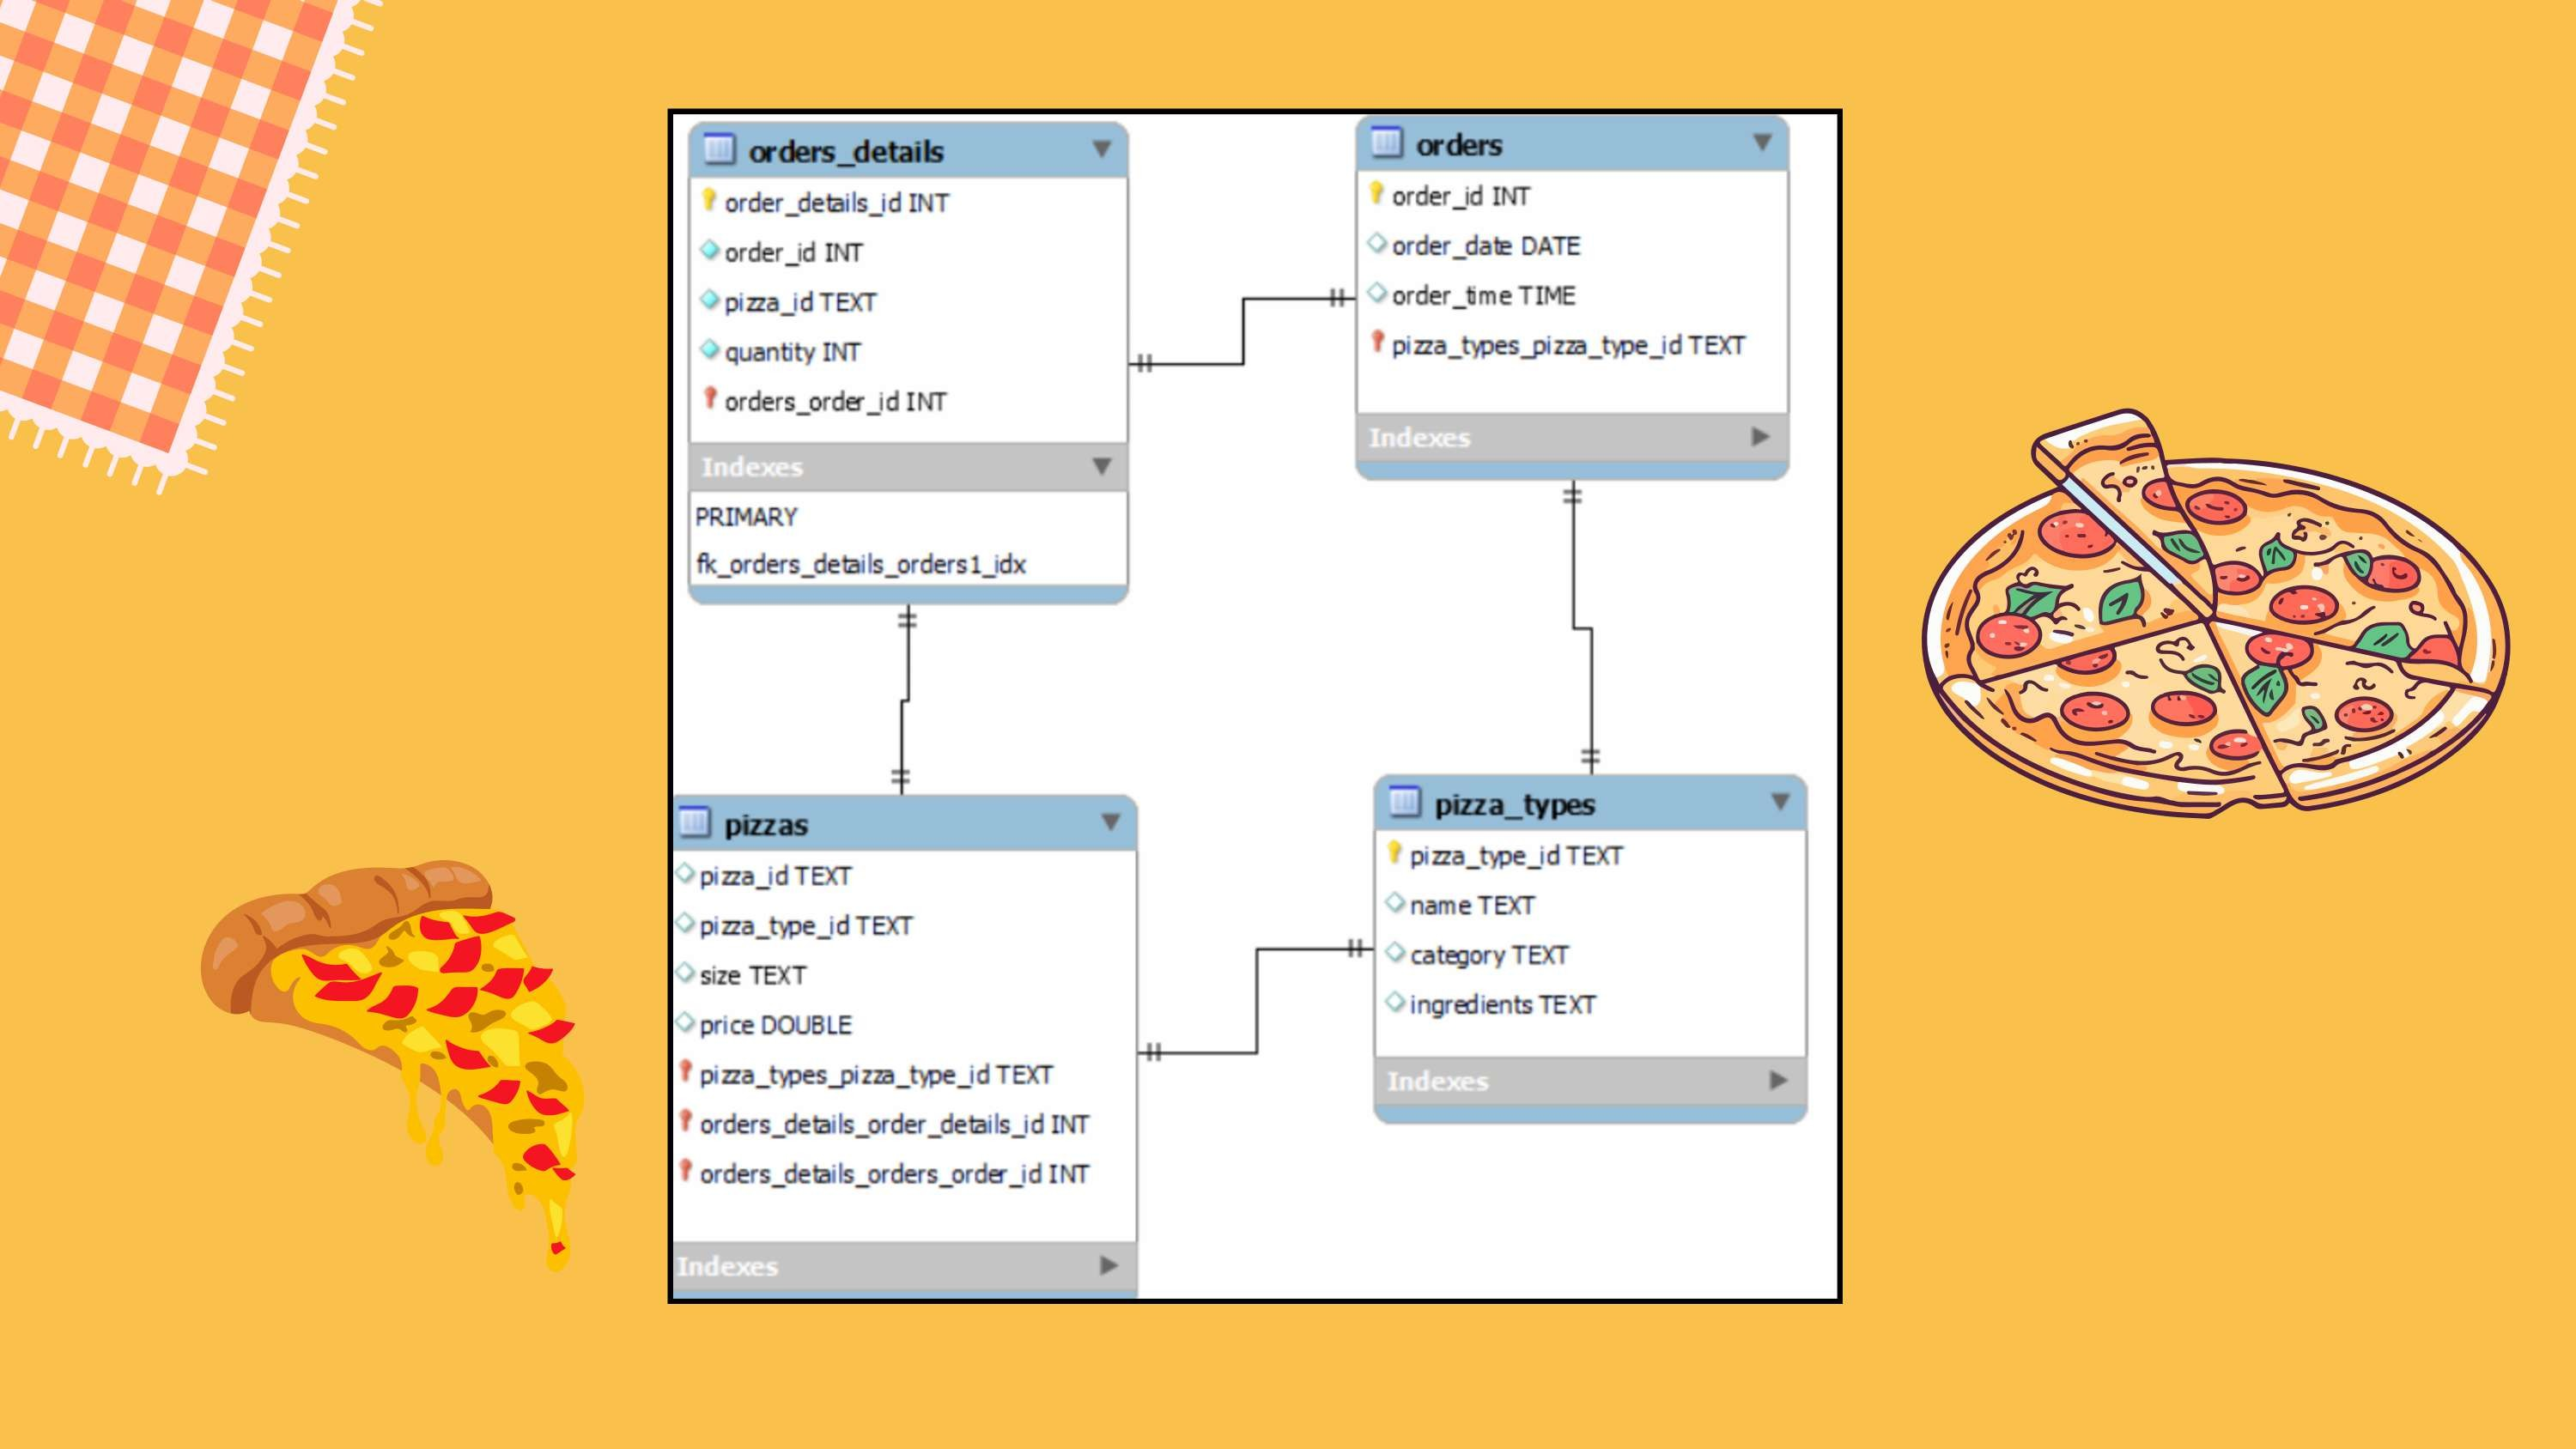 orders_details
order_details_id INT
order_id INT
pizza_id TEXT
quantity INT
orders_order_id INT
Indexes
PRIMARY
fk_orders_details_orders1_idx
orders
order_id INT
order_date DATE
order_time TIME
pizza_types_pizza_type_id TEXT
Indexes
pizzas
pizza_id TEXT
pizza_type_id TEXT
size TEXT
price DOUBLE
pizza_types_pizza_type_id TEXT
orders_details_order_details_id INT
orders_details_orders_order_id INT
Indexes
pizza_types
pizza_type_id TEXT
name TEXT
category TEXT
ingredients TEXT
Indexes